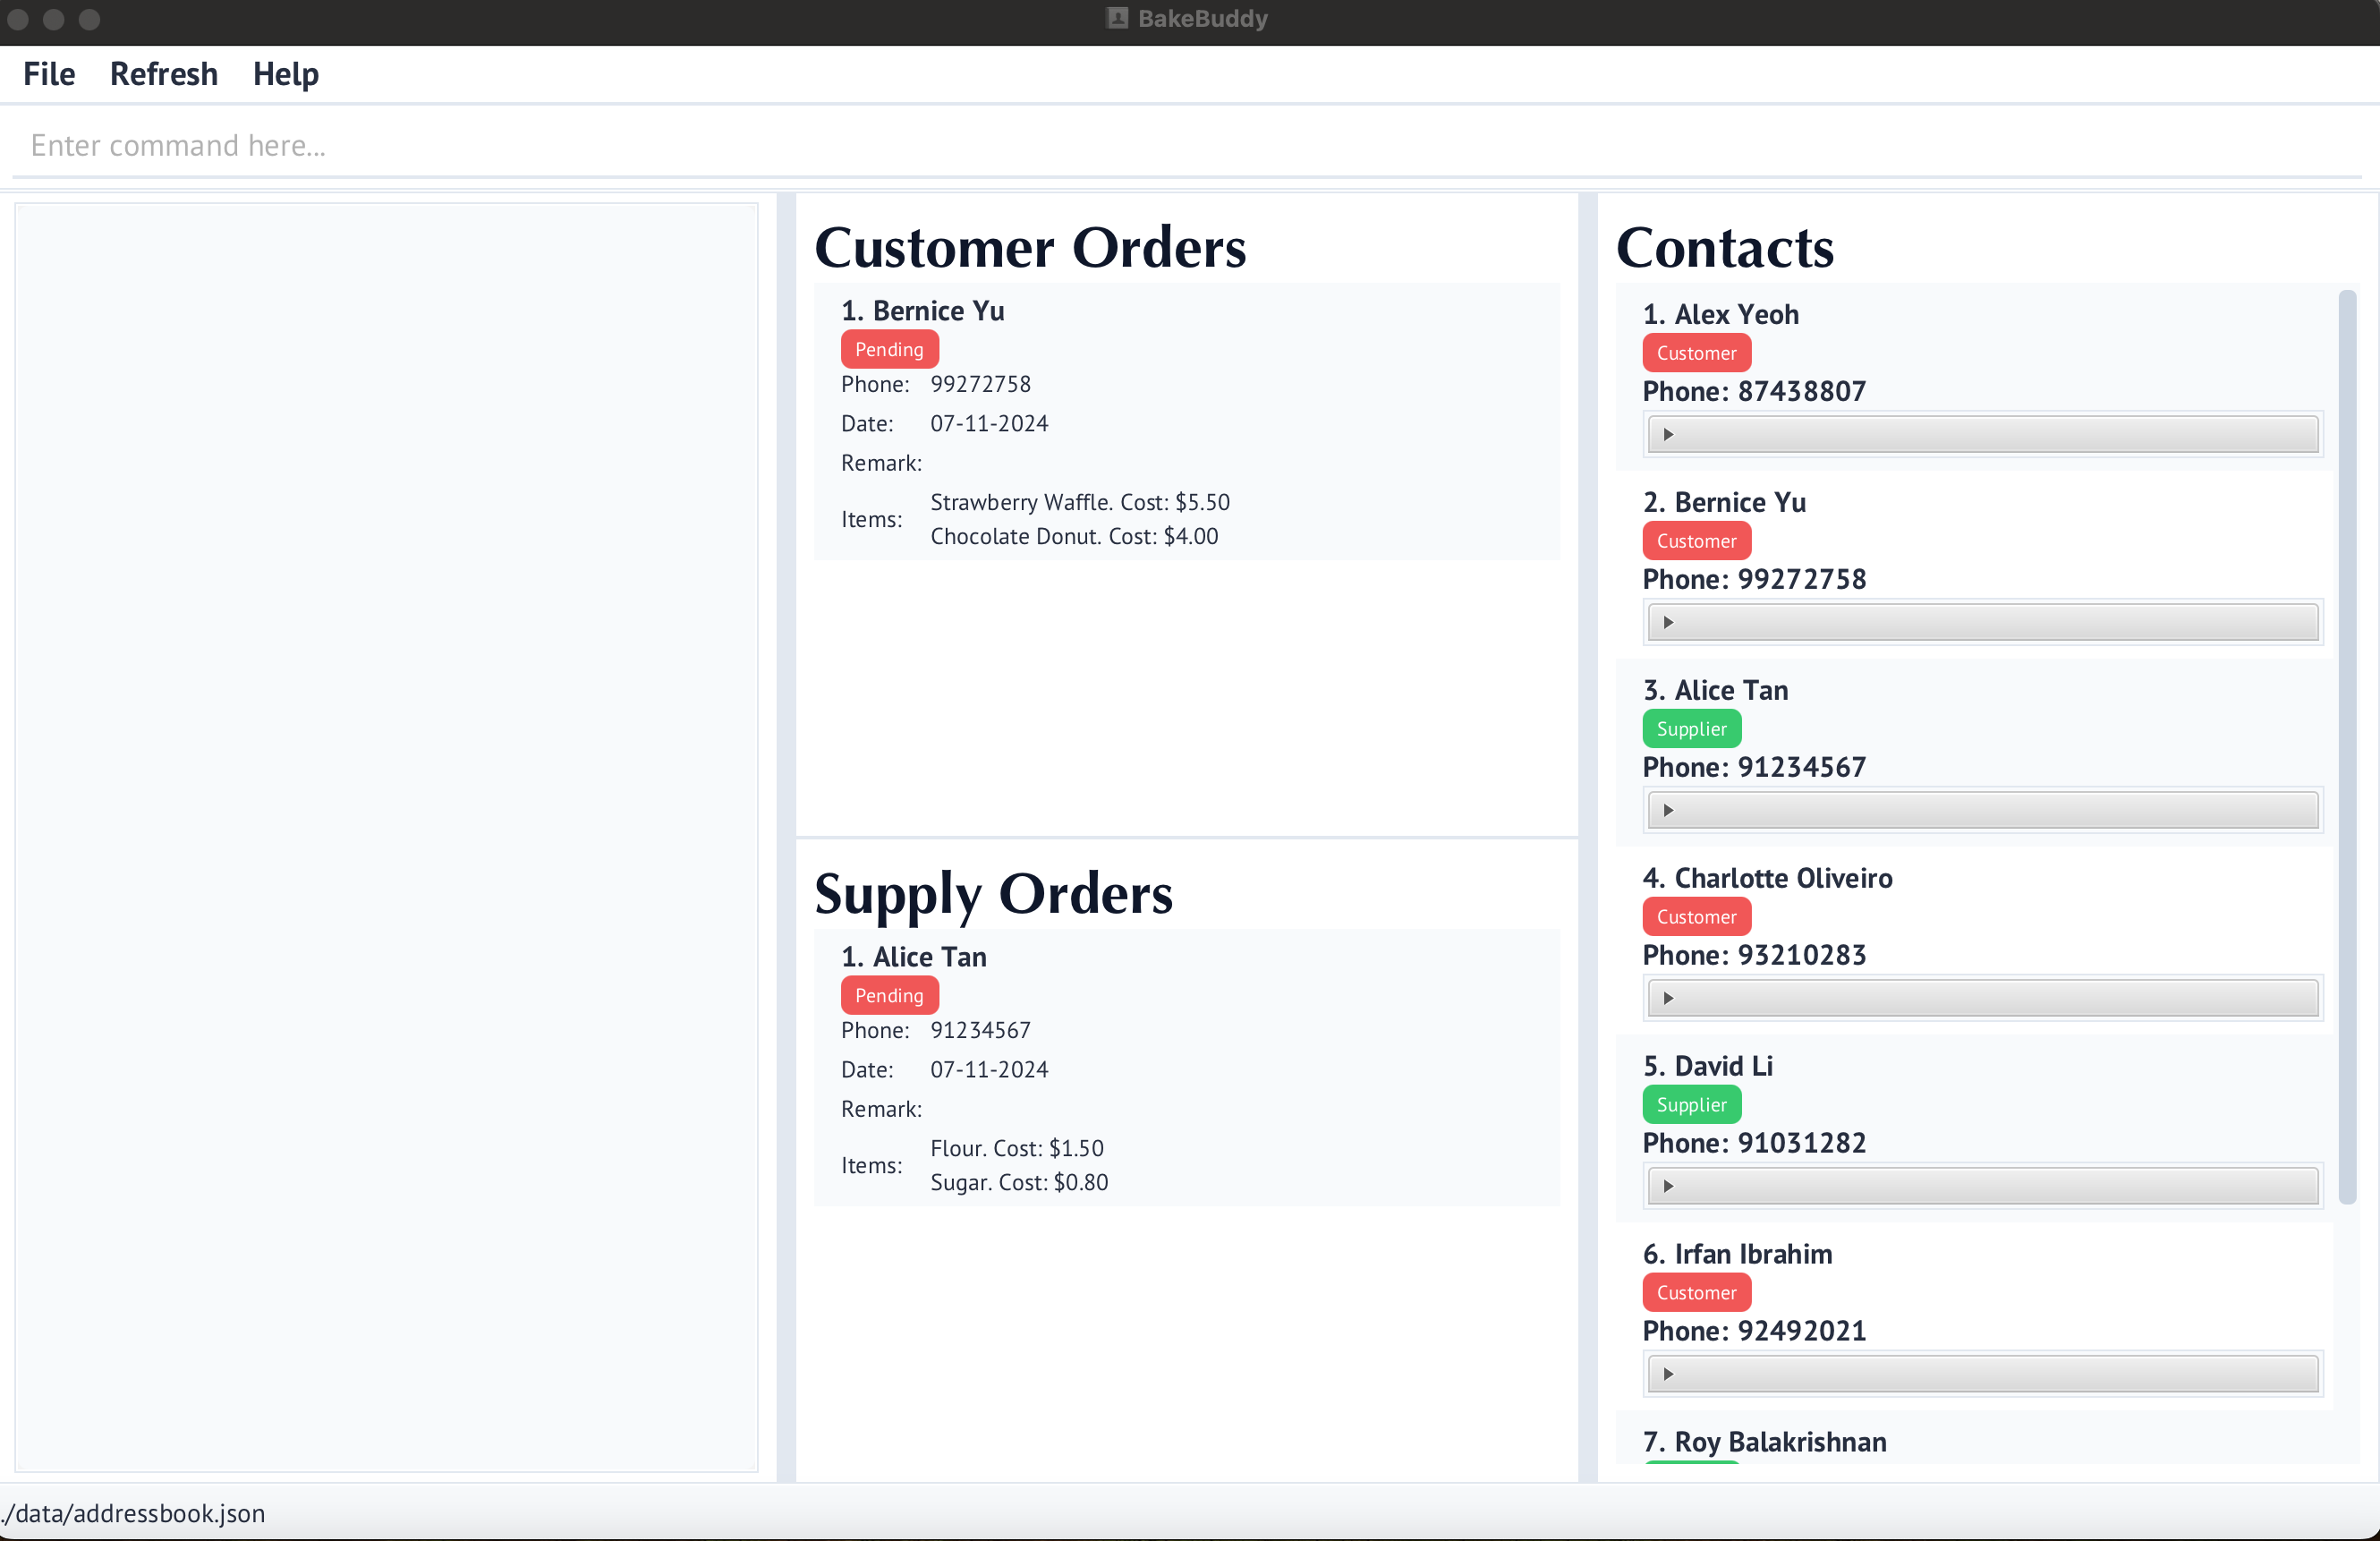 BakeBuddy
File Refresh Help
Enter command here...
Customer Orders
1. Bernice Yu
Pending
Phone: 99272758
Date: 07-11-2024
Remark:
Items: Strawberry Waffle. Cost: $5.50
Chocolate Donut. Cost: $4.00
Supply Orders
1. Alice Tan
Pending
Phone: 91234567
Date: 07-11-2024
Remark:
Items: Flour. Cost: $1.50
Sugar. Cost: $0.80
Contacts
1. Alex Yeoh
Customer
Phone: 87438807
2. Bernice Yu
Customer
Phone: 99272758
3. Alice Tan
Supplier
Phone: 91234567
4. Charlotte Oliveiro
Customer
Phone: 93210283
5. David Li
Supplier
Phone: 91031282
6. Irfan Ibrahim
Customer
Phone: 92492021
7. Roy Balakrishnan
./data/addressbook.json